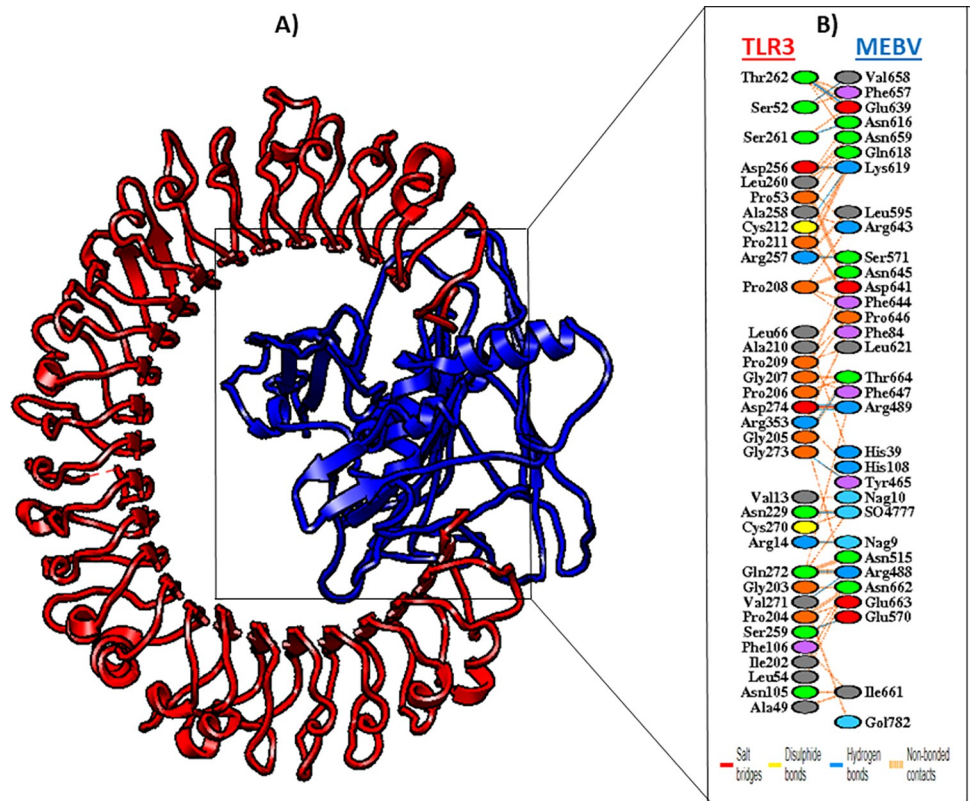 A)
B)
TLR3 MEBV
Thr262 Val658
Phe657
Ser52 Glu639
Asn616
Ser261 Asn659
Gln618
Asp256 Lys619
Leu260
Pro53
Ala258 Leu595
Cys212 Arg643
Pro211
Arg257 Ser571
Asn645
Pro208 Asp641
Phe644
Pro646
Leu66 Phe84
Ala210 Leu621
Pro209
Gly207 Thr664
Pro206 Phe647
Asp274 Arg489
Arg353
Gly205
Gly273 His39
His108
Tyr465
Val13 Nag10
Asn229 SO4777
Cys270
Arg14 Nag9
Asn515
Gln272 Arg488
Gly203 Asn662
Val271 Glu663
Pro204 Glu570
Ser259
Phe106
Ile202
Leu54
Asn105 Ile661
Ala49
Gol782
Salt Disulphide Hydrogen Non-bonded
bridges bonds bonds contacts